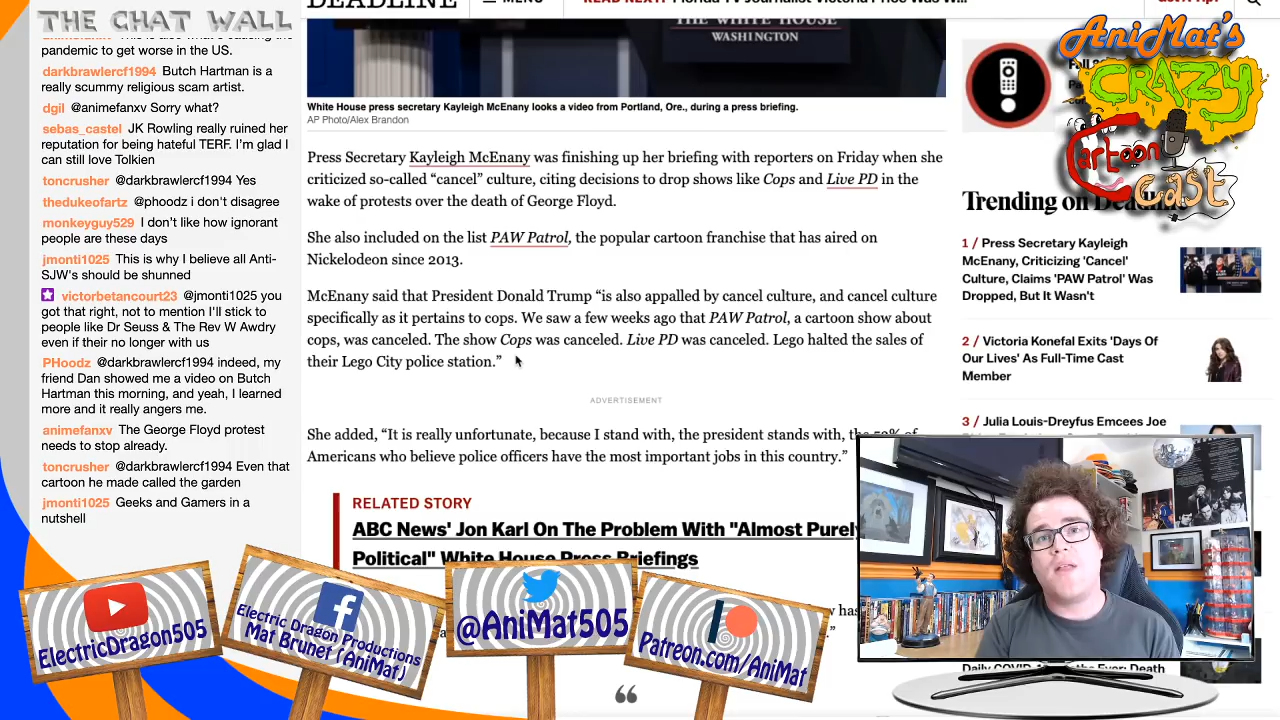 THE CHAT WALL
pandemic to get worse in the US.
darkbrawlercf1994 Butch Hartman is a
really scummy religious scam artist.
dgil @animefanxv Sorry what?
sebas_castel JK Rowling really ruined her
reputation for being hateful TERF. I'm glad I
can still love Tolkien
toncrusher @darkbrawlercf1994 Yes
thedukeofartz @phoodz i don't disagree
monkeyguy529 I don't like how ignorant
people are these days
jmonti1025 This is why I believe all Anti-
SJW's should be shunned
victorbetancourt23 @jmonti1025 you
got that right, not to mention I'll stick to
people like Dr Seuss & The Rev W Awdry
even if their no longer with us
PHoodz @darkbrawlercf1994 indeed, my
friend Dan showed me a video on Butch
Hartman this morning, and yeah, I learned
more and it really angers me.
animefanxv The George Floyd protest
needs to stop already.
toncrusher @darkbrawlercf1994 Even that
cartoon he made called the garden
jmonti1025 Geeks and Gamers in a
nutshell
DEADLINE
MENU
READ NEXT:
THE WHITE HOUSE
WASHINGTON
White House press secretary Kayleigh McEnany looks a video from Portland, Ore., during a press briefing.
AP Photo/Alex Brandon
Press Secretary Kayleigh McEnany was finishing up her briefing with reporters on Friday when she
criticized so-called “cancel” culture, citing decisions to drop shows like Cops and Live PD in the
wake of protests over the death of George Floyd.
She also included on the list PAW Patrol, the popular cartoon franchise that has aired on
Nickelodeon since 2013.
McEnany said that President Donald Trump “is also appalled by cancel culture, and cancel culture
specifically as it pertains to cops. We saw a few weeks ago that PAW Patrol, a cartoon show about
cops, was canceled. The show Cops was canceled. Live PD was canceled. Lego halted the sales of
their Lego City police station.”
ADVERTISEMENT
She added, “It is really unfortunate, because I stand with, the president stands with, the
Americans who believe police officers have the most important jobs in this country.”
RELATED STORY
ABC News' Jon Karl On The Problem With "Almost Purely
Political" White House Press Briefings
AniMat's
CRAZY
Cartoon
Cast
Trending on Deadline
1 / Press Secretary Kayleigh
McEnany, Criticizing 'Cancel'
Culture, Claims 'PAW Patrol' Was
Dropped, But It Wasn't
2 / Victoria Konefal Exits 'Days Of
Our Lives' As Full-Time Cast
Member
3 / Julia Louis-Dreyfus Emcees Joe
ElectricDragon505
Electric Dragon Productions
Mat Brunet (AniMat)
@AniMat505
Patreon.com/AniMat